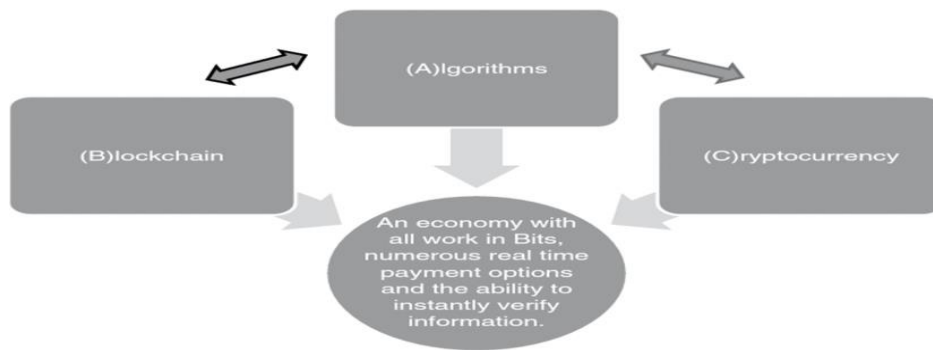 (A)lgorithms
(B)lockchain
(C)ryptocurrency
An economy with
all work in Bits,
numerous real time
payment options
and the ability to
instantly verify
information.